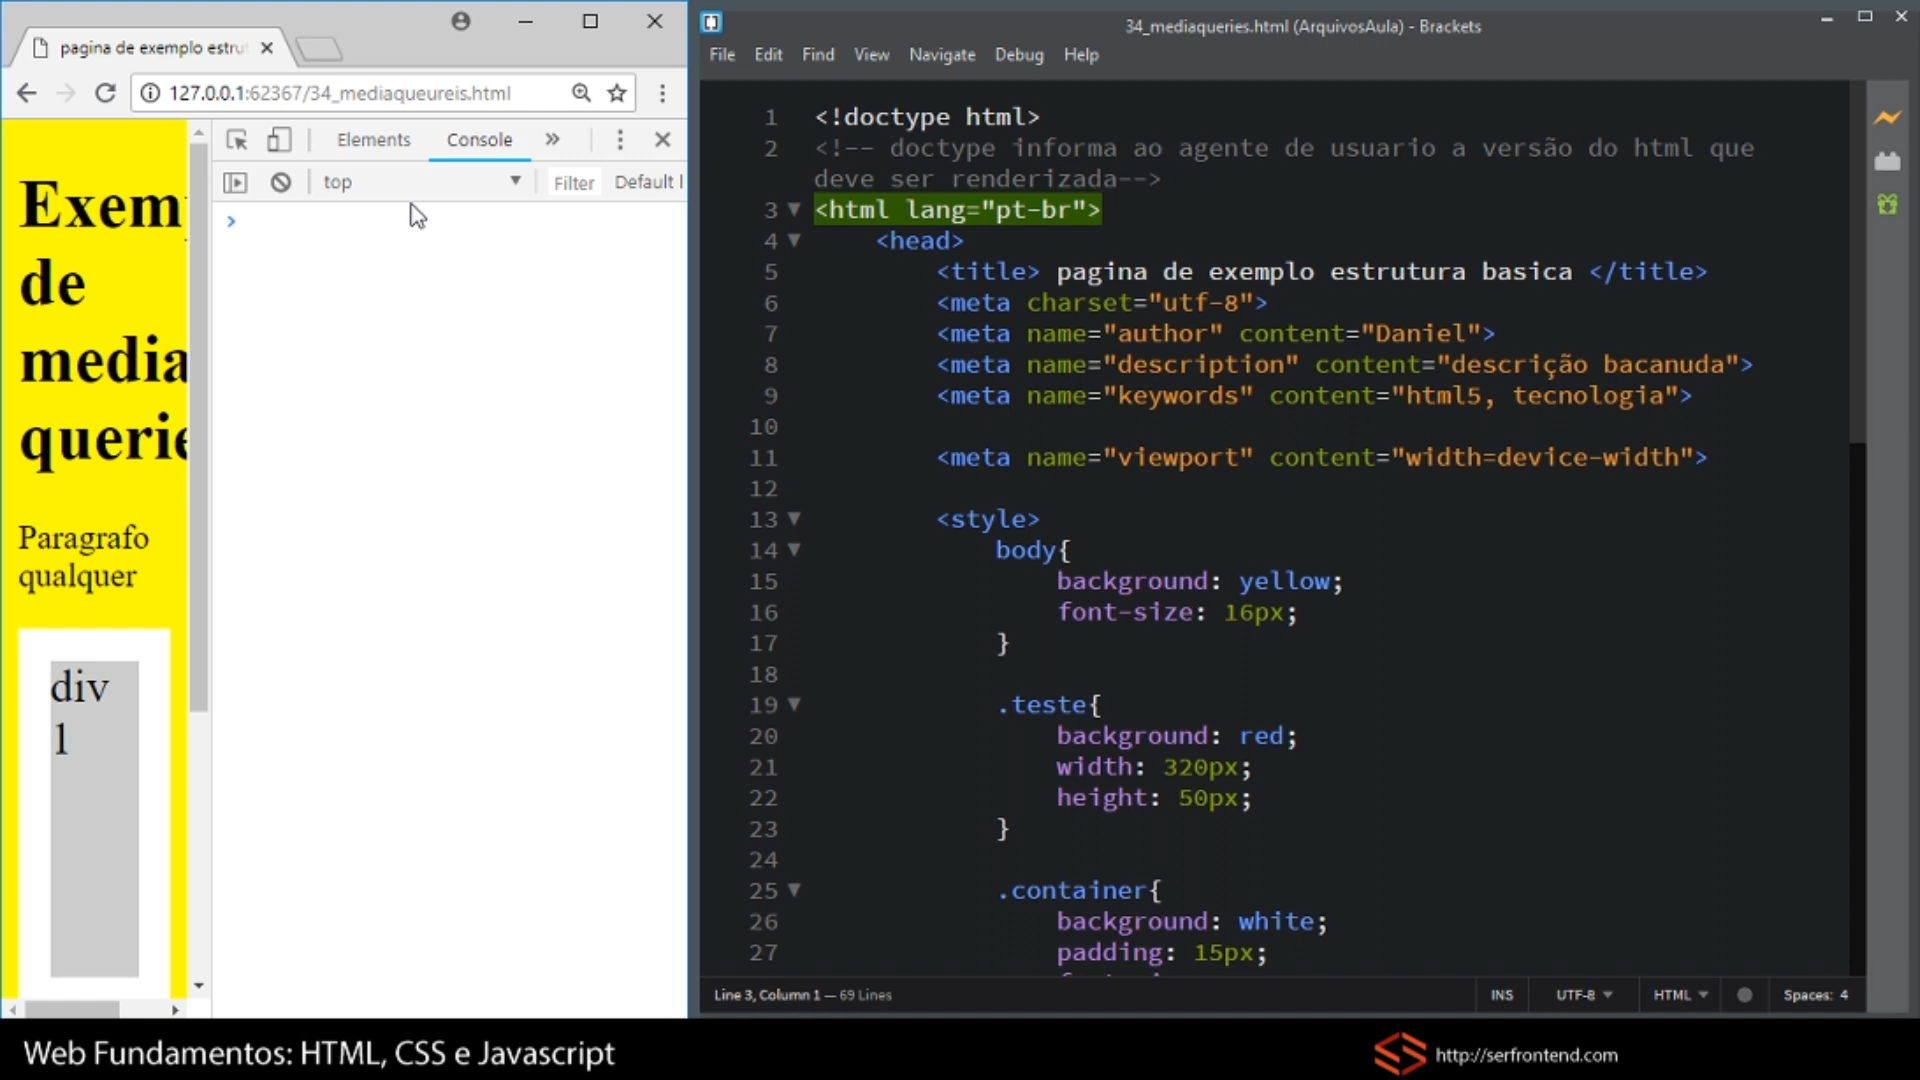 pagina de exemplo estru
127.0.0.1:62367/34_mediaqueureis.html
Elements
Console
top
Filter
Default l
Exem
de
media
querie
Paragrafo
qualquer
div
1
34_mediaqueries.html (ArquivosAula) - Brackets
File Edit Find View Navigate Debug Help
1 <!doctype html>
2 <!-- doctype informa ao agente de usuario a versão do html que
deve ser renderizada-->
3 <html lang="pt-br">
4 <head>
5 <title> pagina de exemplo estrutura basica </title>
6 <meta charset="utf-8">
7 <meta name="author" content="Daniel">
8 <meta name="description" content="descrição bacanuda">
9 <meta name="keywords" content="html5, tecnologia">
10
11 <meta name="viewport" content="width=device-width">
12
13 <style>
14 body{
15 background: yellow;
16 font-size: 16px;
17 }
18
19 .teste{
20 background: red;
21 width: 320px;
22 height: 50px;
23 }
24
25 .container{
26 background: white;
27 padding: 15px;
Line 3, Column 1 — 69 Lines
INS
UTF-8
HTML
Spaces: 4
Web Fundamentos: HTML, CSS e Javascript
http://serfrontend.com